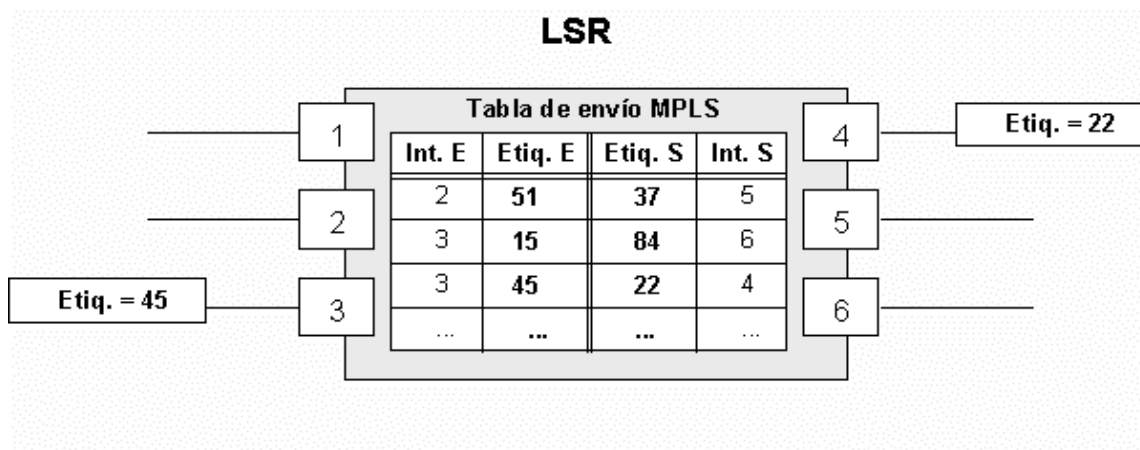 LSR
Tabla de envío MPLS
Int. E Etiq. E Etiq. S Int. S
2 51 37 5
3 15 84 6
3 45 22 4
... ... ... ...
1
2
3
4
5
6
Etiq. = 45
Etiq. = 22